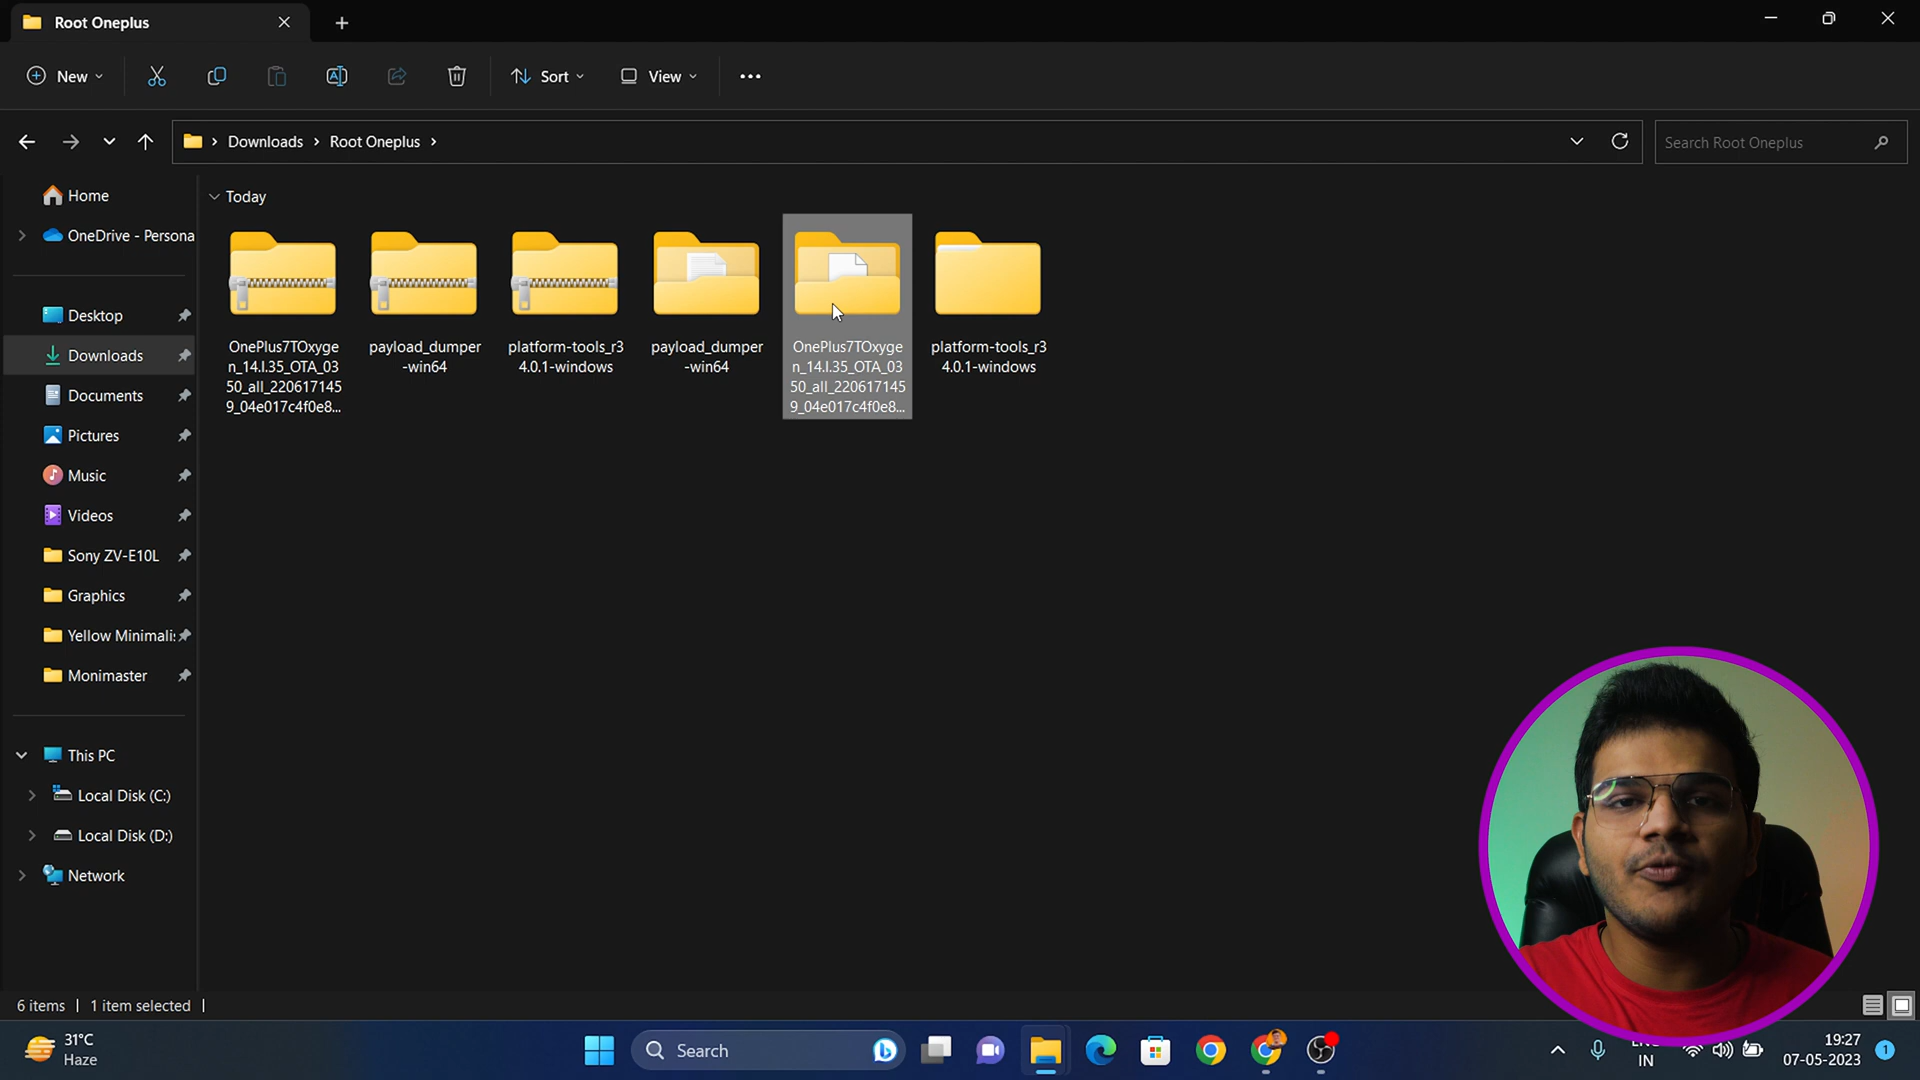 Root Oneplus
New
Sort
View
Downloads
Root Oneplus
Search Root Oneplus
Home
OneDrive - Persona
Desktop
Downloads
Documents
Pictures
Music
Videos
Sony ZV-E10L
Graphics
Yellow Minimalis
Monimaster
This PC
Local Disk (C:)
Local Disk (D:)
Network
Today
OnePlus7TOxyge
n_14.I.35_OTA_03
50_all_220617145
9_04e017c4f0e8...
payload_dumper
-win64
platform-tools_r3
4.0.1-windows
payload_dumper
-win64
OnePlus7TOxyge
n_14.I.35_OTA_03
50_all_220617145
9_04e017c4f0e8...
platform-tools_r3
4.0.1-windows
6 items
1 item selected
31°C
Haze
Search
ENG
IN
19:27
07-05-2023
1